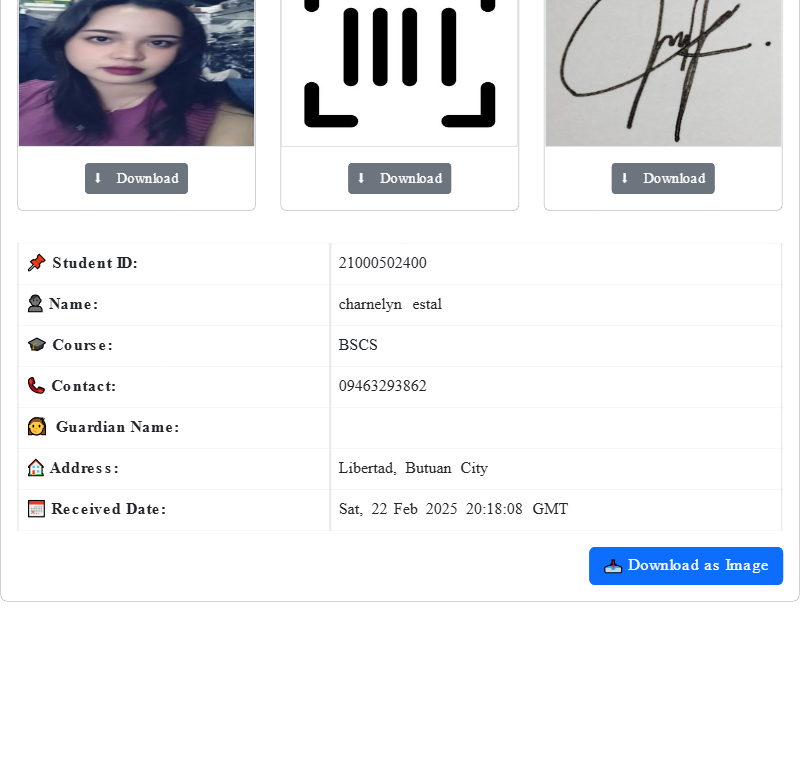 ⬇ Download
⬇ Download
⬇ Download
📌 Student ID: 21000502400
👤 Name: charnelyn estal
🎓 Course: BSCS
📞 Contact: 09463293862
👩 Guardian Name:
🏠 Address: Libertad, Butuan City
📅 Received Date: Sat, 22 Feb 2025 20:18:08 GMT
📥 Download as Image